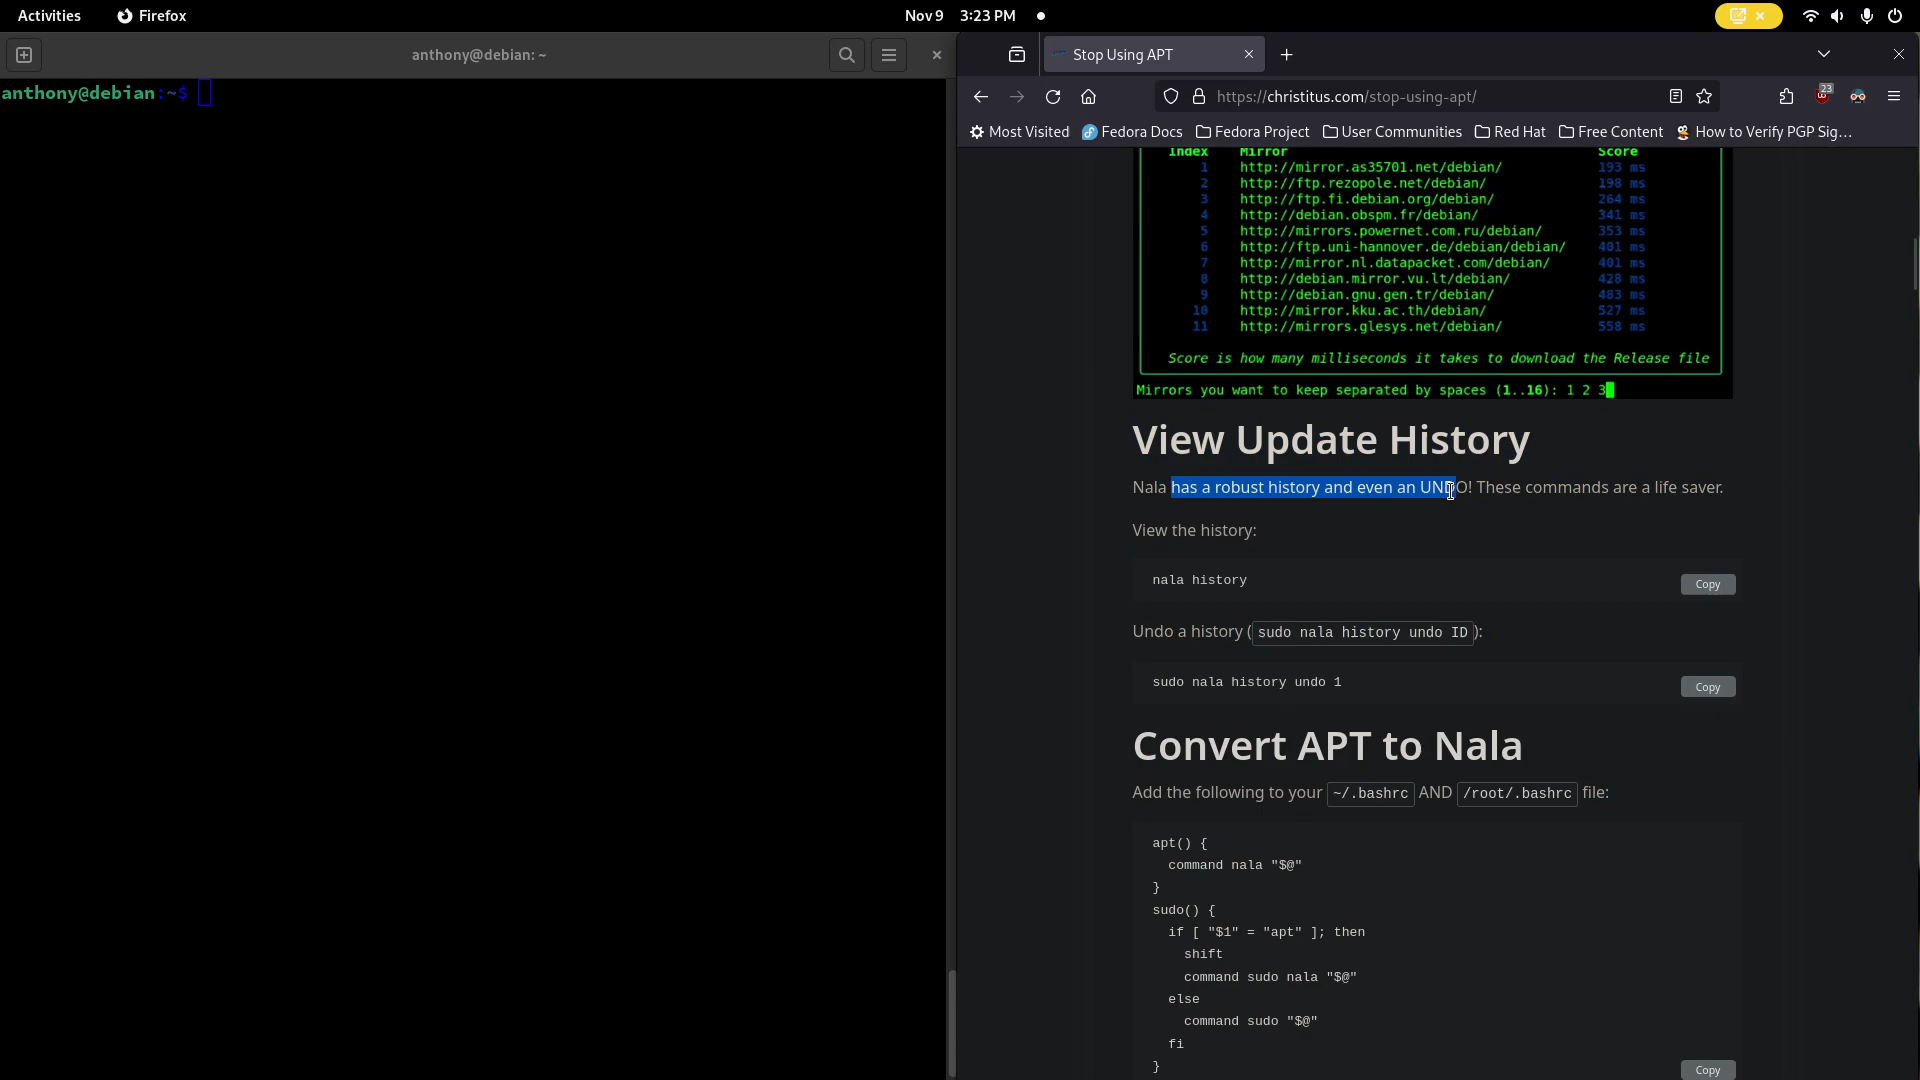 Activities
Firefox
Nov 9 3:23 PM
anthony@debian: ~
anthony@debian:~$
Stop Using APT
https://christitus.com/stop-using-apt/
23
Most Visited
Fedora Docs
Fedora Project
User Communities
Red Hat
Free Content
How to Verify PGP Sig…
Index Mirror Score
1 http://mirror.as35701.net/debian/ 193 ms
2 http://ftp.rezopole.net/debian/ 198 ms
3 http://ftp.fi.debian.org/debian/ 264 ms
4 http://debian.obspm.fr/debian/ 341 ms
5 http://mirrors.powernet.com.ru/debian/ 353 ms
6 http://ftp.uni-hannover.de/debian/debian/ 401 ms
7 http://mirror.nl.datapacket.com/debian/ 401 ms
8 http://debian.mirror.vu.lt/debian/ 428 ms
9 http://debian.gnu.gen.tr/debian/ 483 ms
10 http://mirror.kku.ac.th/debian/ 527 ms
11 http://mirrors.glesys.net/debian/ 558 ms
Score is how many milliseconds it takes to download the Release file
Mirrors you want to keep separated by spaces (1..16): 1 2 3
View Update History
Nala has a robust history and even an UNDO! These commands are a life saver.
View the history:
nala history
Copy
Undo a history (sudo nala history undo ID):
sudo nala history undo 1
Copy
Convert APT to Nala
Add the following to your ~/.bashrc AND /root/.bashrc file:
apt() {
command nala "$@"
}
sudo() {
if [ "$1" = "apt" ]; then
shift
command sudo nala "$@"
else
command sudo "$@"
fi
}
Copy